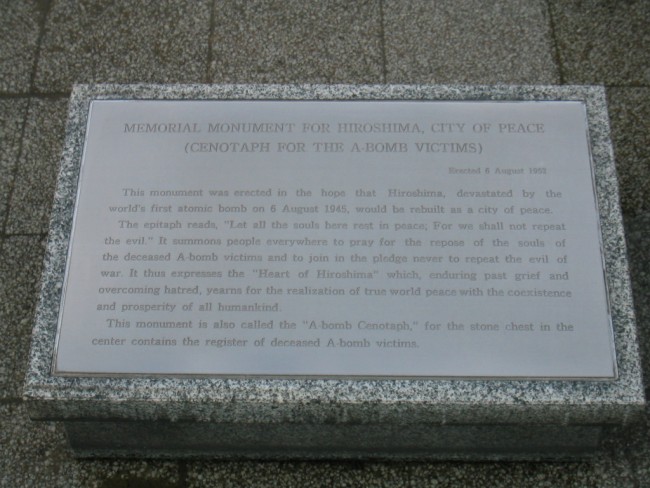 MEMORIAL MONUMENT FOR HIROSHIMA, CITY OF PEACE
(CENOTAPH FOR THE A-BOMB VICTIMS)
Erected 6 August 1952
This monument was erected in the hope that Hiroshima, devastated by the
world's first atomic bomb on 6 August 1945, would be rebuilt as a city of peace.
The epitaph reads, "Let all the souls here rest in peace; For we shall not repeat
the evil." It summons people everywhere to pray for the repose of the souls of
the deceased A-bomb victims and to join in the pledge never to repeat the evil of
war. It thus expresses the "Heart of Hiroshima" which, enduring past grief and
overcoming hatred, yearns for the realization of true world peace with the coexistence
and prosperity of all humankind.
This monument is also called the "A-bomb Cenotaph," for the stone chest in the
center contains the register of deceased A-bomb victims.